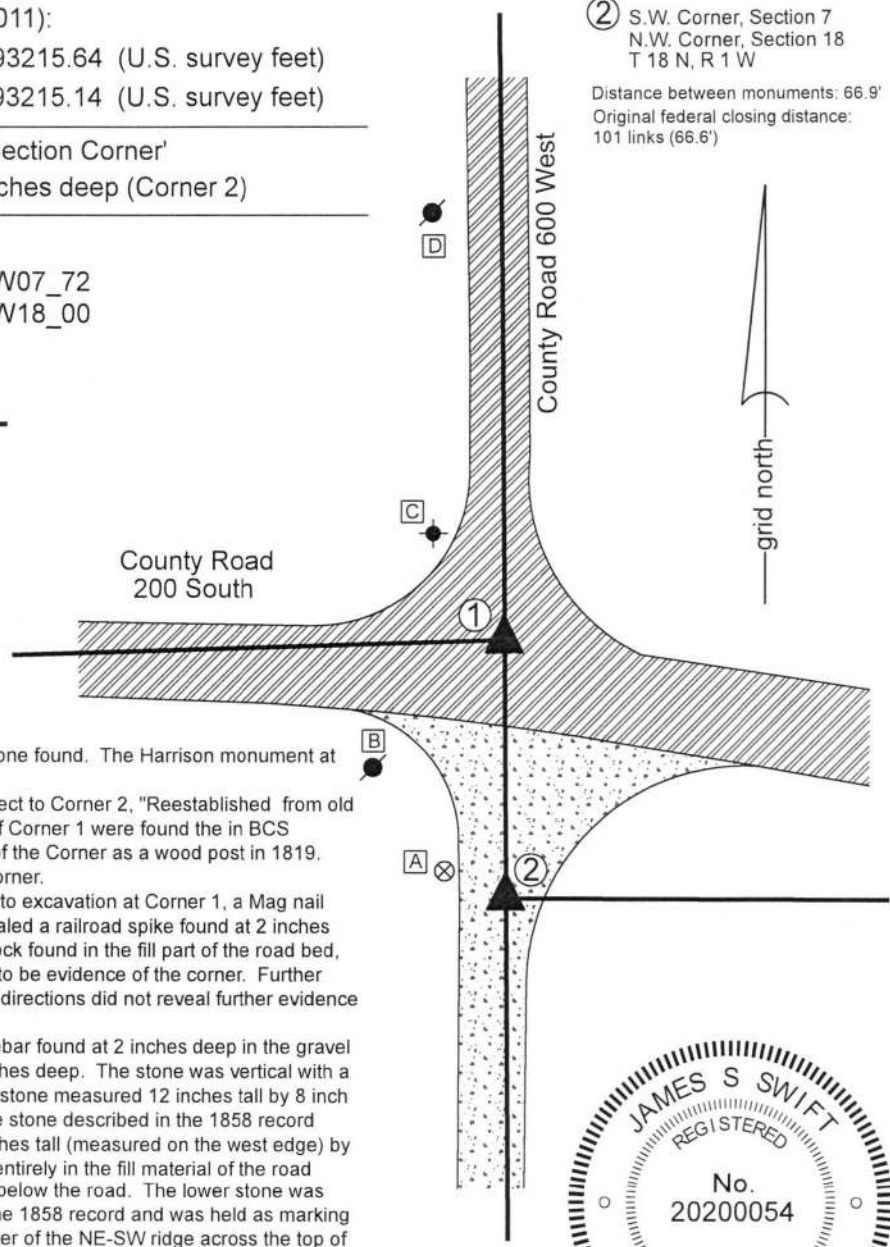 011):
93215.64 (U.S. survey feet)
93215.14 (U.S. survey feet)
ection Corner'
ches deep (Corner 2)
W07_72
W18_00
② S.W. Corner, Section 7
N.W. Corner, Section 18
T 18 N, R 1 W
Distance between monuments: 66.9'
Original federal closing distance:
101 links (66.6')
County Road 600 West
grid north
D
C
County Road
200 South
①
B
A
②
one found. The Harrison monument at
ect to Corner 2, "Reestablished from old
f Corner 1 were found the in BCS
of the Corner as a wood post in 1819.
orner.
to excavation at Corner 1, a Mag nail
aled a railroad spike found at 2 inches
ock found in the fill part of the road bed,
to be evidence of the corner. Further
directions did not reveal further evidence
ebar found at 2 inches deep in the gravel
hes deep. The stone was vertical with a
stone measured 12 inches tall by 8 inch
e stone described in the 1858 record
hes tall (measured on the west edge) by
entirely in the fill material of the road
below the road. The lower stone was
he 1858 record and was held as marking
er of the NE-SW ridge across the top of
JAMES S SWIFT
REGISTERED
No.
20200054